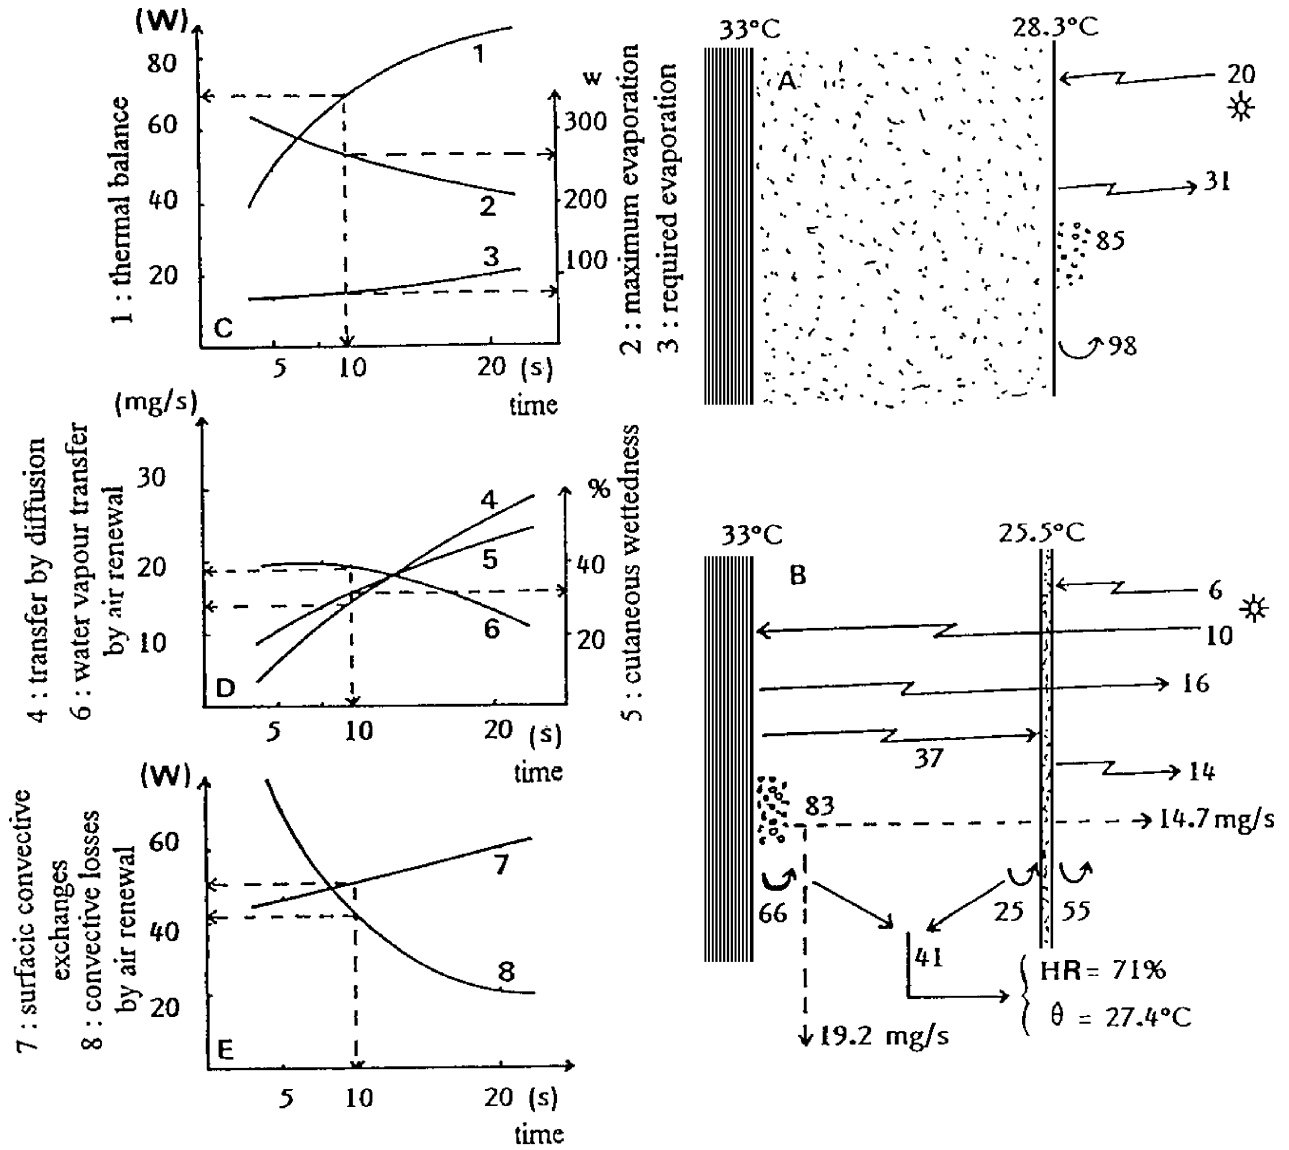 (W)
80
60
40
20
1 : thermal balance
1
2
3
C
5
10
20 (s)
time
w
300
200
100
2 : maximum evaporation
3 : required evaporation
(mg/s)
30
20
10
4 : transfer by diffusion
6 : water vapour transfer
by air renewal
4
5
6
D
5
10
20 (s)
time
%
40
20
5 : cutaneous wettedness
(W)
60
40
20
7 : surfacic convective
exchanges
8 : convective losses
by air renewal
7
8
E
5
10
20 (s)
time
33°C
28.3°C
A
20
31
85
98
33°C
25.5°C
B
6
10
16
37
14
83
14.7 mg/s
66
25
55
41
HR = 71%
θ = 27.4°C
19.2 mg/s